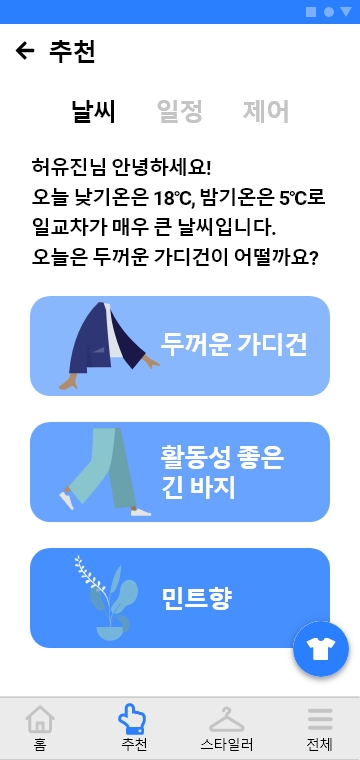 추천
날씨 일정 제어
허유진님 안녕하세요!
오늘 낮기온은 18℃, 밤기온은 5℃로
일교차가 매우 큰 날씨입니다.
오늘은 두꺼운 가디건이 어떨까요?
두꺼운 가디건
활동성 좋은
긴 바지
민트향
홈 추천 스타일러 전체